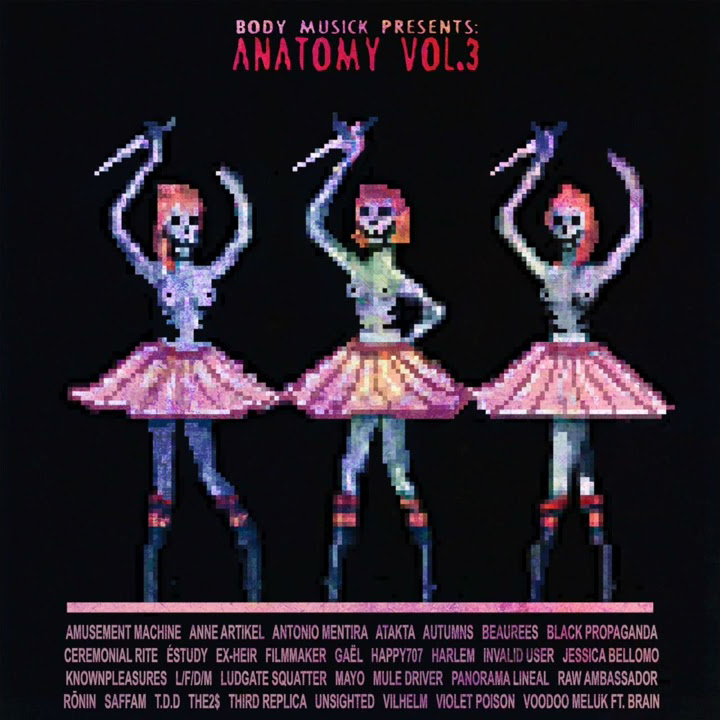 BODY MUSICK PRESENTS:
ANATOMY VOL.3
AMUSEMENT MACHINE ANNE ARTIKEL ANTONIO MENTIRA ATAKTA AUTUMNS BEAUREES BLACK PROPAGANDA
CEREMONIAL RITE ÉSTUDY EX-HEIR FILMMAKER GAËL HAPPY707 HARLEM INVALID USER JESSICA BELLOMO
KNOWNPLEASURES L/F/D/M LUDGATE SQUATTER MAYO MULE DRIVER PANORAMA LINEAL RAW AMBASSADOR
RŌNIN SAFFAM T.D.D THE2$ THIRD REPLICA UNSIGHTED VILHELM VIOLET POISON VOODOO MELUK FT. BRAIN